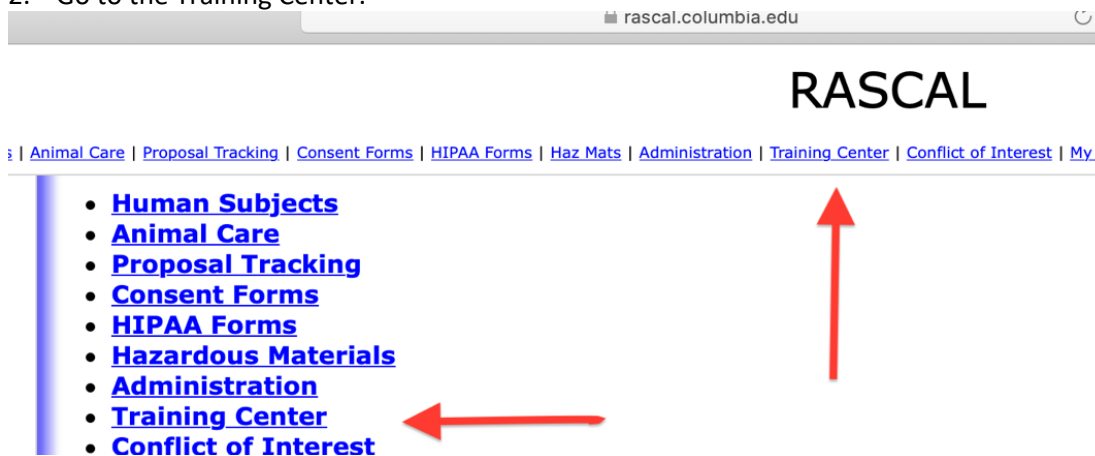 2. Go to the Training Center.
rascal.columbia.edu
RASCAL
| Animal Care | Proposal Tracking | Consent Forms | HIPAA Forms | Haz Mats | Administration | Training Center | Conflict of Interest | My
• Human Subjects
• Animal Care
• Proposal Tracking
• Consent Forms
• HIPAA Forms
• Hazardous Materials
• Administration
• Training Center
• Conflict of Interest